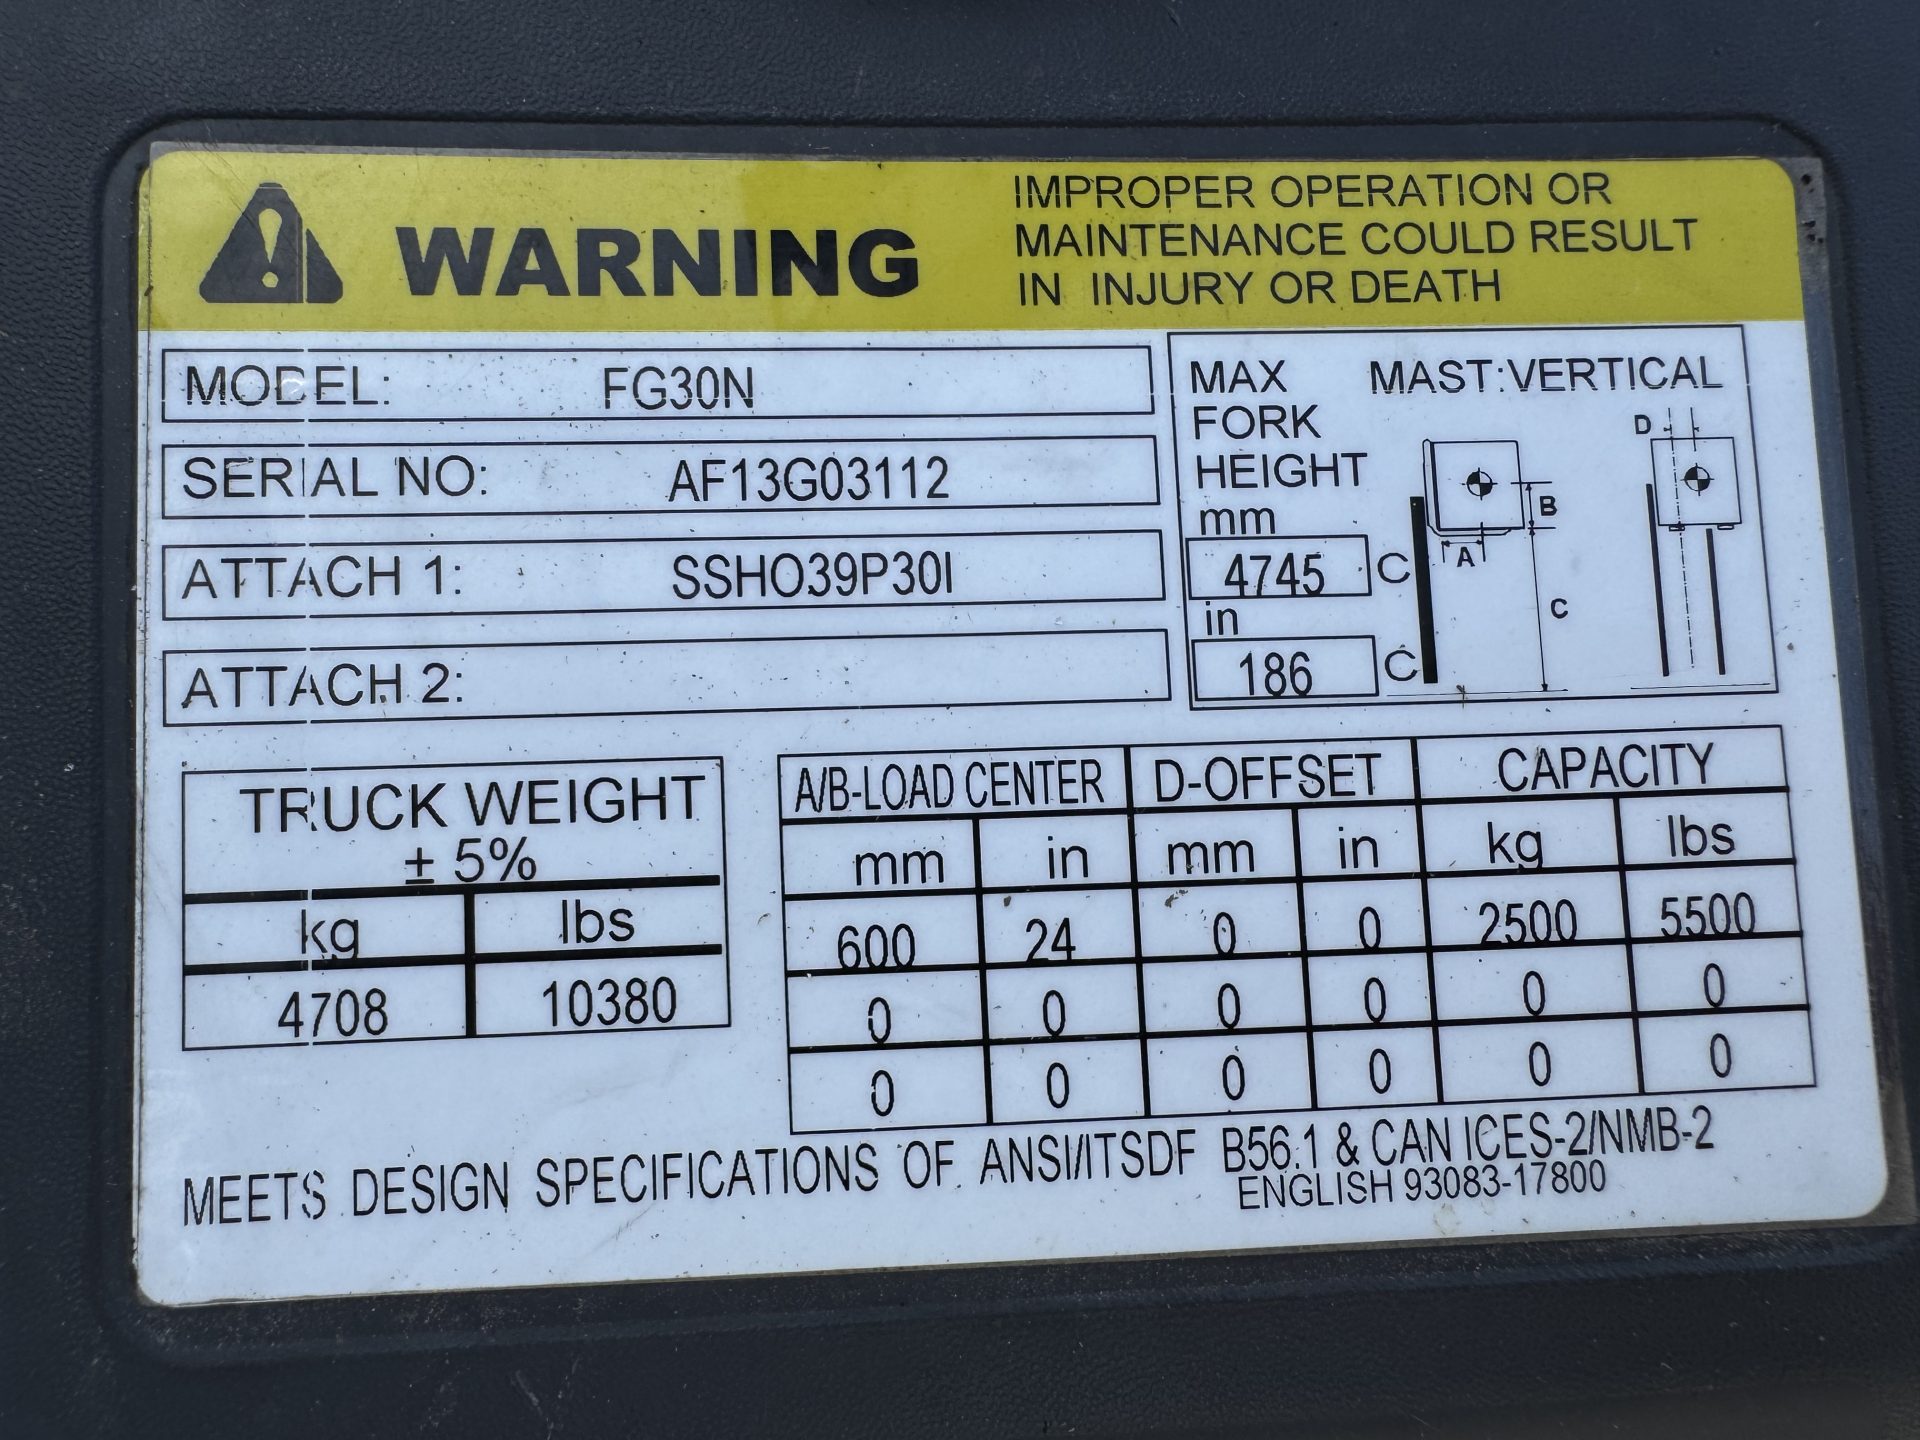 WARNING
IMPROPER OPERATION OR
MAINTENANCE COULD RESULT
IN INJURY OR DEATH
MODEL: FG30N
SERIAL NO: AF13G03112
ATTACH 1: SSHO39P30I
ATTACH 2:
MAX
FORK
HEIGHT
mm
4745 C
in
186 C
MAST:VERTICAL
A
B
C
D
TRUCK WEIGHT
± 5%
kg lbs
4708 10380
A/B-LOAD CENTER D-OFFSET CAPACITY
mm in mm in kg lbs
600 24 0 0 2500 5500
0 0 0 0 0 0
0 0 0 0 0 0
MEETS DESIGN SPECIFICATIONS OF ANSI/ITSDF B56.1 & CAN ICES-2/NMB-2
ENGLISH 93083-17800